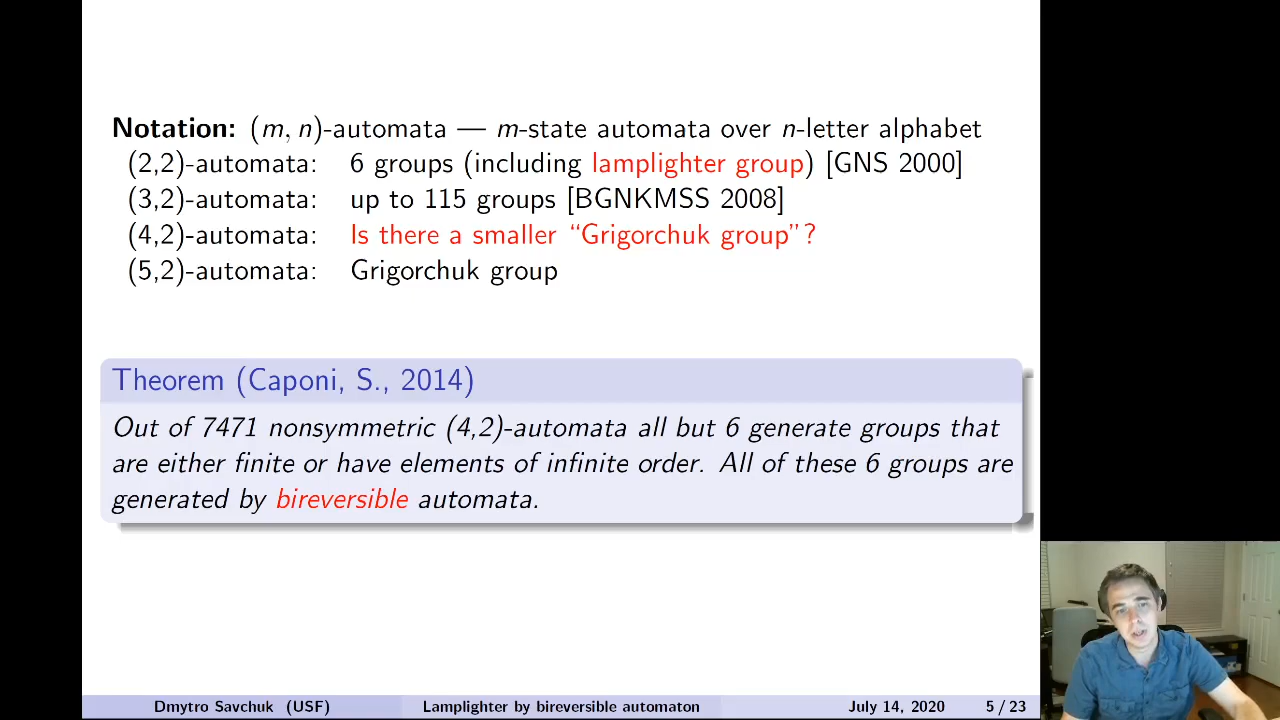 Notation: (m, n)-automata — m-state automata over n-letter alphabet
(2,2)-automata: 6 groups (including lamplighter group) [GNS 2000]
(3,2)-automata: up to 115 groups [BGNKMSS 2008]
(4,2)-automata: Is there a smaller “Grigorchuk group”?
(5,2)-automata: Grigorchuk group
Theorem (Caponi, S., 2014)
Out of 7471 nonsymmetric (4,2)-automata all but 6 generate groups that
are either finite or have elements of infinite order. All of these 6 groups are
generated by bireversible automata.
Dmytro Savchuk (USF) Lamplighter by bireversible automaton July 14, 2020 5 / 23